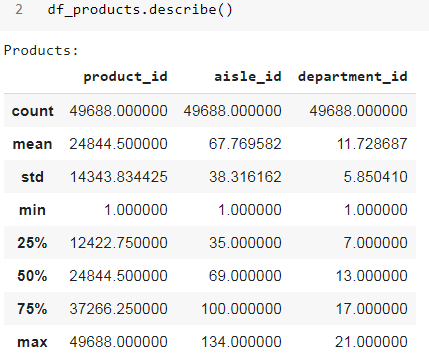 2 df_products.describe()
Products:
product_id aisle_id department_id
count 49688.000000 49688.000000 49688.000000
mean 24844.500000 67.769582 11.728687
std 14343.834425 38.316162 5.850410
min 1.000000 1.000000 1.000000
25% 12422.750000 35.000000 7.000000
50% 24844.500000 69.000000 13.000000
75% 37266.250000 100.000000 17.000000
max 49688.000000 134.000000 21.000000